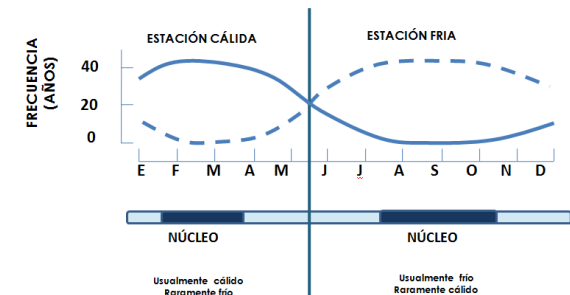 ESTACIÓN CÁLIDA
ESTACIÓN FRIA
FRECUENCIA
(AÑOS)
40
20
0
E F M A M J J A S O N D
NÚCLEO
NÚCLEO
Usualmente cálido
Raramente frío
Usualmente frío
Raramente cálido